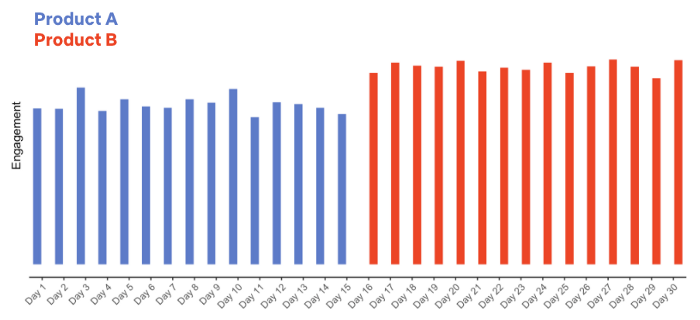 Product A
Product B
Engagement
Day 1
Day 2
Day 3
Day 4
Day 5
Day 6
Day 7
Day 8
Day 9
Day 10
Day 11
Day 12
Day 13
Day 14
Day 15
Day 16
Day 17
Day 18
Day 19
Day 20
Day 21
Day 22
Day 23
Day 24
Day 25
Day 26
Day 27
Day 28
Day 29
Day 30